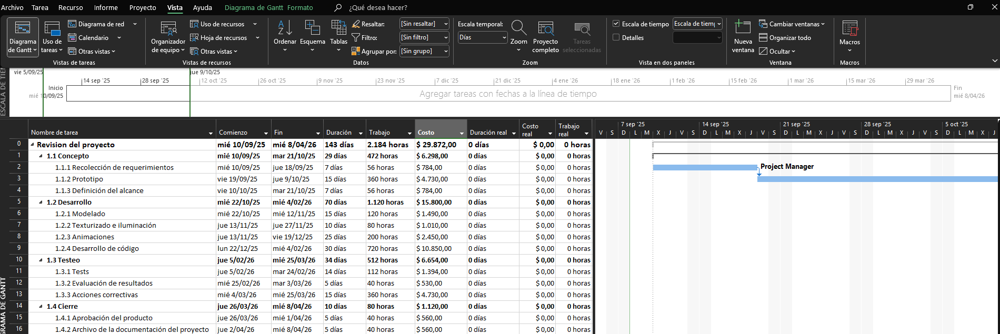 Archivo Tarea Recurso Informe Proyecto Vista Ayuda Diagrama de Gantt Formato ¿Qué desea hacer?
Diagrama de Gantt
Uso de tareas
Diagrama de red
Calendario
Otras vistas
Vistas de tareas
Organizador de equipo
Uso de recursos
Hoja de recursos
Otras vistas
Vistas de recursos
Ordenar
Esquema
Tablas
Resaltar: [Sin resaltar]
Filtro: [Sin filtro]
Agrupar por: [Sin grupo]
Datos
Escala temporal:
Días
Zoom
Proyecto completo
Tareas seleccionadas
Zoom
Escala de tiempo
Detalles
Vista en dos paneles
Nueva ventana
Cambiar ventanas
Organizar todo
Ocultar
Ventana
Macros
Macros
ESCALA DE TIE
vie 5/09/25 jue 9/10/25
14 sep '25 28 sep '25 12 oct '25 26 oct '25 9 nov '25 23 nov '25 7 dic '25 21 dic '25 4 ene '26 18 ene '26 1 feb '26 15 feb '26 1 mar '26 15 mar '26 29 mar '26
Inicio
mié 10/09/25
Agregar tareas con fechas a la línea de tiempo
Fin
mié 8/04/26
Nombre de tarea Comienzo Fin Duración Trabajo Costo Duración real Costo real Trabajo real
0 Revision del proyecto mié 10/09/25 mié 8/04/26 143 días 2.184 horas $ 29.872,00 0 días $ 0,00 0 horas
1 1.1 Concepto mié 10/09/25 mar 21/10/25 29 días 472 horas $ 6.298,00 0 días $ 0,00 0 horas
2 1.1.1 Recolección de requerimientos mié 10/09/25 jue 18/09/25 7 días 56 horas $ 784,00 0 días $ 0,00 0 horas
3 1.1.2 Prototipo vie 19/09/25 jue 9/10/25 15 días 360 horas $ 4.730,00 0 días $ 0,00 0 horas
4 1.1.3 Definición del alcance vie 10/10/25 mar 21/10/25 7 días 56 horas $ 784,00 0 días $ 0,00 0 horas
5 1.2 Desarrollo mié 22/10/25 mié 4/02/26 70 días 1.120 horas $ 15.800,00 0 días $ 0,00 0 horas
6 1.2.1 Modelado mié 22/10/25 mié 12/11/25 15 días 120 horas $ 1.490,00 0 días $ 0,00 0 horas
7 1.2.2 Texturizado e iluminación jue 13/11/25 jue 27/11/25 10 días 80 horas $ 1.010,00 0 días $ 0,00 0 horas
8 1.2.3 Animaciones jue 13/11/25 vie 19/12/25 25 días 200 horas $ 2.450,00 0 días $ 0,00 0 horas
9 1.2.4 Desarrollo de código lun 22/12/25 mié 4/02/26 30 días 720 horas $ 10.850,00 0 días $ 0,00 0 horas
10 1.3 Testeo jue 5/02/26 mié 25/03/26 34 días 512 horas $ 6.654,00 0 días $ 0,00 0 horas
11 1.3.1 Tests jue 5/02/26 mar 24/02/26 14 días 112 horas $ 1.394,00 0 días $ 0,00 0 horas
12 1.3.2 Evaluación de resultados mié 25/02/26 mar 3/03/26 5 días 40 horas $ 530,00 0 días $ 0,00 0 horas
13 1.3.3 Acciones correctivas mié 4/03/26 mié 25/03/26 15 días 360 horas $ 4.730,00 0 días $ 0,00 0 horas
14 1.4 Cierre jue 26/03/26 mié 8/04/26 10 días 80 horas $ 1.120,00 0 días $ 0,00 0 horas
15 1.4.1 Aprobación del producto jue 26/03/26 mié 1/04/26 5 días 40 horas $ 560,00 0 días $ 0,00 0 horas
16 1.4.2 Archivo de la documentación del proyecto jue 2/04/26 mié 8/04/26 5 días 40 horas $ 560,00 0 días $ 0,00 0 horas
GRAMA DE GANTT
7 sep '25 14 sep '25 21 sep '25 28 sep '25 5 oct '25
V S D L M X J V S D L M X J V S D L M X J V S D L M X J V S D L M X J
Project Manager